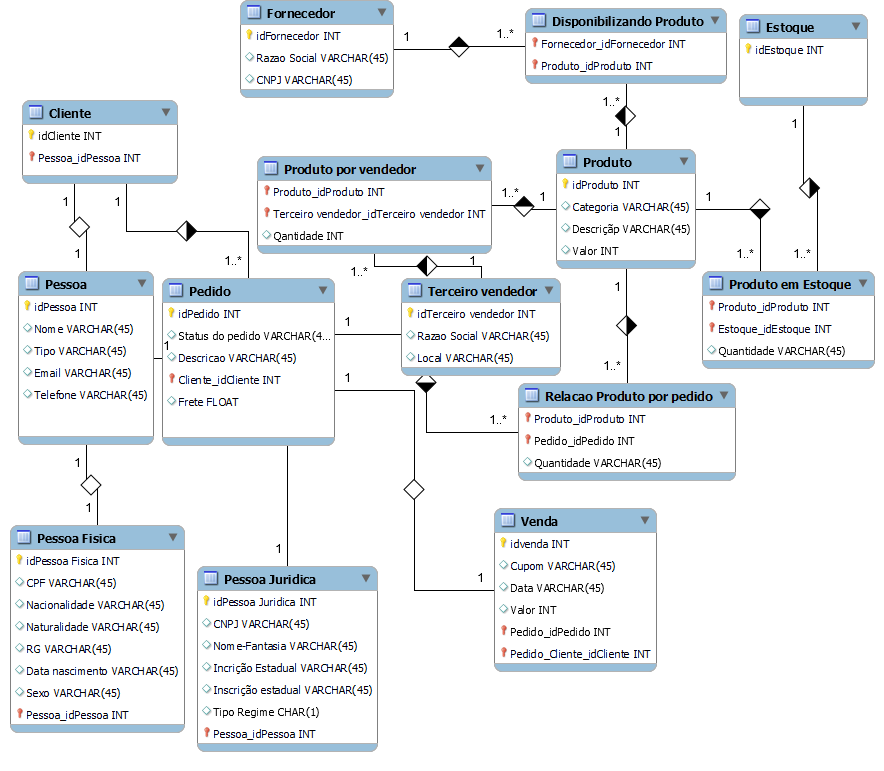 Fornecedor
idFornecedor INT
Razao Social VARCHAR(45)
CNPJ VARCHAR(45)
1
1..*
Disponibilizando Produto
Fornecedor_idFornecedor INT
Produto_idProduto INT
Estoque
idEstoque INT
1..*
1
1
Cliente
idCliente INT
Pessoa_idPessoa INT
1
1
1
1..*
Produto por vendedor
Produto_idProduto INT
Terceiro vendedor_idTerceiro vendedor INT
Qantidade INT
1..*
1
1..*
1
Produto
idProduto INT
Categoria VARCHAR(45)
Descriçãp VARCHAR(45)
Valor INT
1
1..*
1..*
Pessoa
idPessoa INT
Nome VARCHAR(45)
Tipo VARCHAR(45)
Email VARCHAR(45)
Telefone VARCHAR(45)
1
Pedido
idPedido INT
Status do pedido VARCHAR(4...
Descricao VARCHAR(45)
Cliente_idCliente INT
Frete FLOAT
1
1
Terceiro vendedor
idTerceiro vendedor INT
Razao Social VARCHAR(45)
Local VARCHAR(45)
1
1..*
Produto em Estoque
Produto_idProduto INT
Estoque_idEstoque INT
Quantidade VARCHAR(45)
1..*
Relacao Produto por pedido
Produto_idProduto INT
Pedido_idPedido INT
Quantidade VARCHAR(45)
1
1
Pessoa Fisica
idPessoa Fisica INT
CPF VARCHAR(45)
Nacionalidade VARCHAR(45)
Naturalidade VARCHAR(45)
RG VARCHAR(45)
Data nascimento VARCHAR(45)
Sexo VARCHAR(45)
Pessoa_idPessoa INT
1
Pessoa Juridica
idPessoa Juridica INT
CNPJ VARCHAR(45)
Nome-Fantasia VARCHAR(45)
Incrição Estadual VARCHAR(45)
Inscrição estadual VARCHAR(45)
Tipo Regime CHAR(1)
Pessoa_idPessoa INT
1
Venda
idvenda INT
Cupom VARCHAR(45)
Data VARCHAR(45)
Valor INT
Pedido_idPedido INT
Pedido_Cliente_idCliente INT